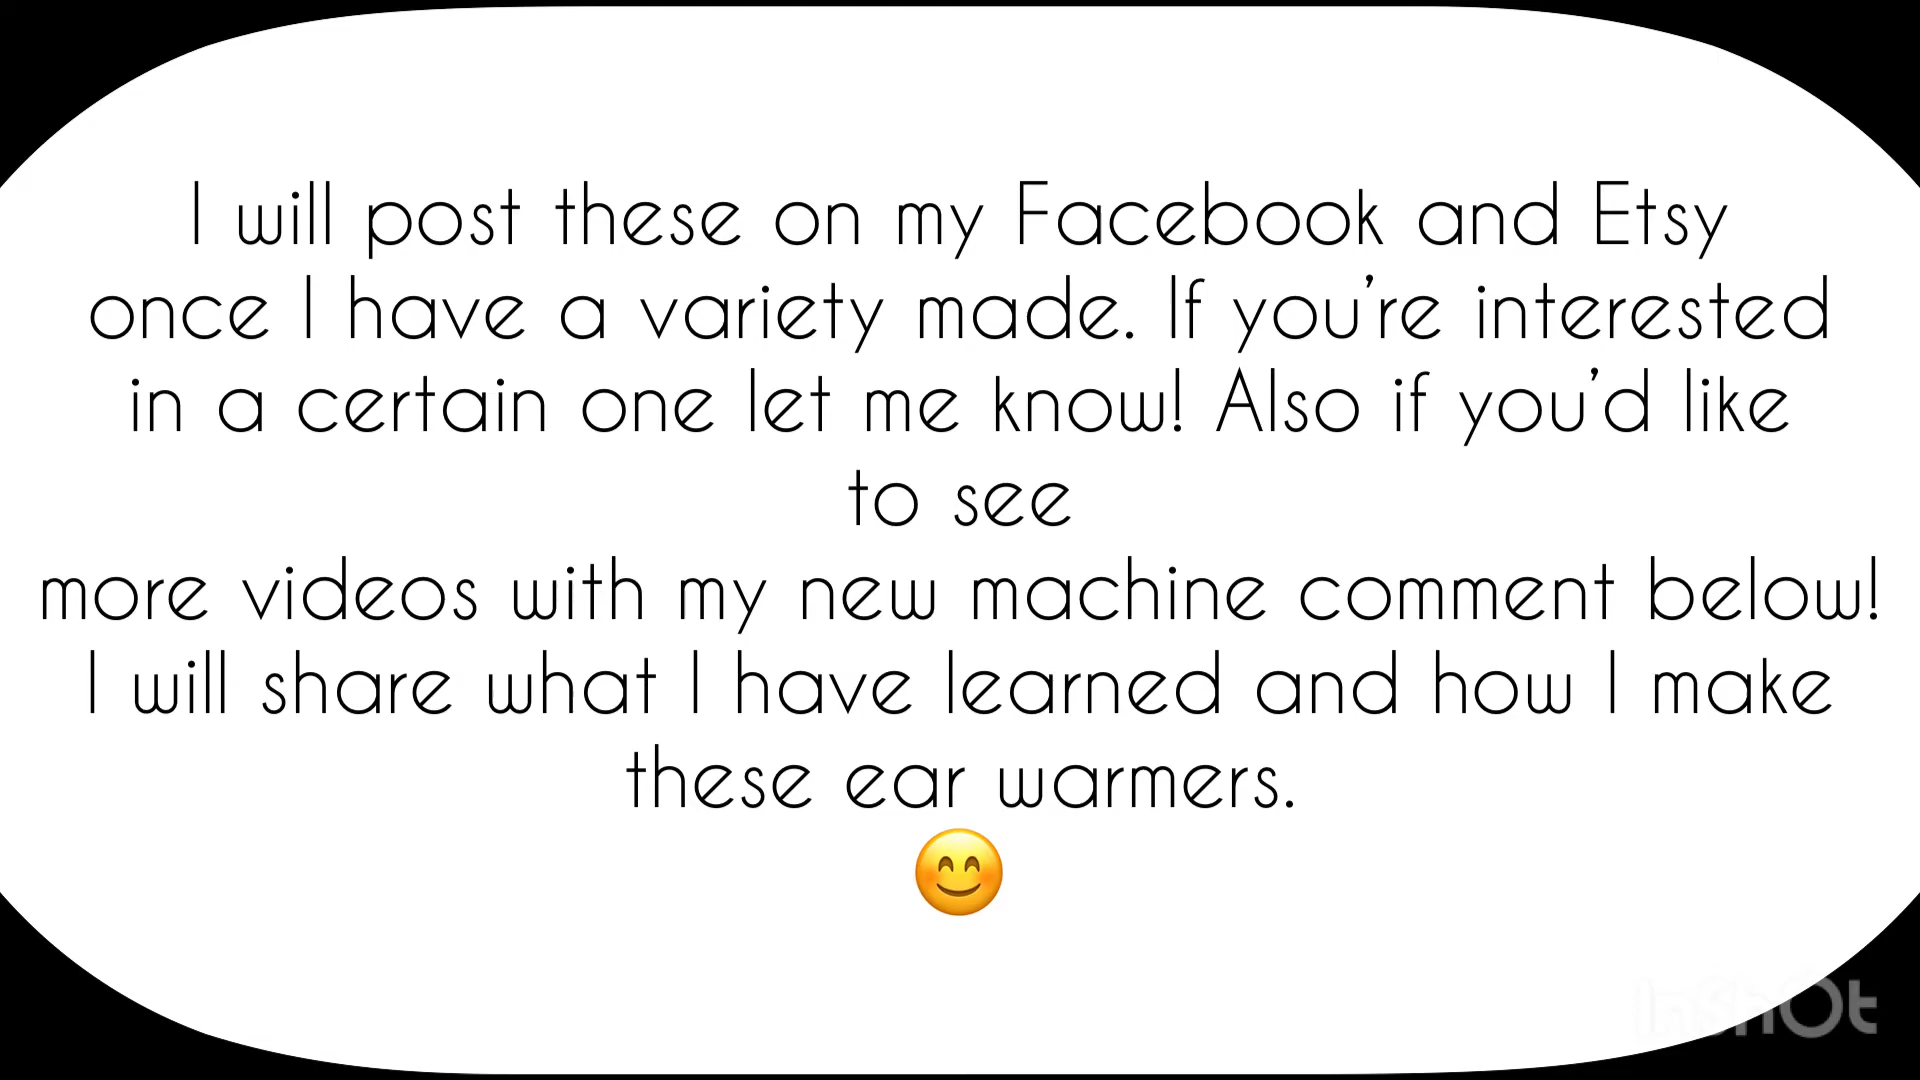 I will post these on my Facebook and Etsy
once I have a variety made. If you’re interested
in a certain one let me know! Also if you’d like
to see
more videos with my new machine comment below!
I will share what I have learned and how I make
these ear warmers.
😊
InShOt